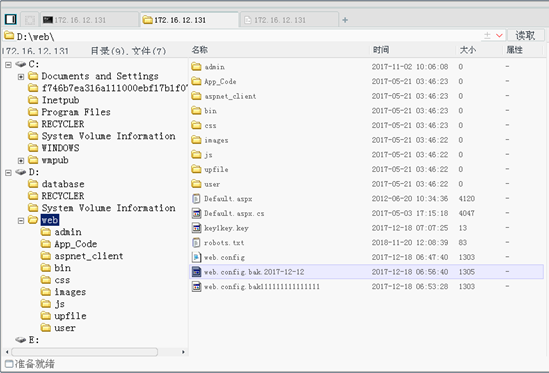 172.16.12.131 172.16.12.131 172.16.12.131 +
D:\web\ 读取
172.16.12.131 目录(9),文件(7) 名称 时间 大小 属性
C:
Documents and Settings
Inetpub
Program Files
RECYCLER
System Volume Information
WINDOWS
wmpub
D:
database
RECYCLER
System Volume Information
web
admin
App_Code
aspnet_client
bin
css
images
js
upfile
user
E:
admin 2017-11-02 10:06:08 0 -
App_Code 2017-05-21 03:46:23 0 -
aspnet_client 2017-05-21 03:46:23 0 -
bin 2017-05-21 03:46:23 0 -
css 2017-05-21 03:46:23 0 -
images 2017-05-21 03:46:22 0 -
js 2017-05-21 03:46:22 0 -
upfile 2017-05-21 03:46:23 0 -
user 2017-05-21 03:46:22 0 -
Default.aspx 2012-06-20 10:34:36 4120 -
Default.aspx.cs 2017-05-03 17:15:18 4047 -
key1key.key 2017-12-18 07:07:25 13 -
robots.txt 2018-11-20 12:08:39 83 -
web.config 2017-12-18 06:47:40 1303 -
web.config.bak.2017-12-12 2017-12-18 06:56:40 1305 -
2017-12-18 06:53:28 1303 -
准备就绪